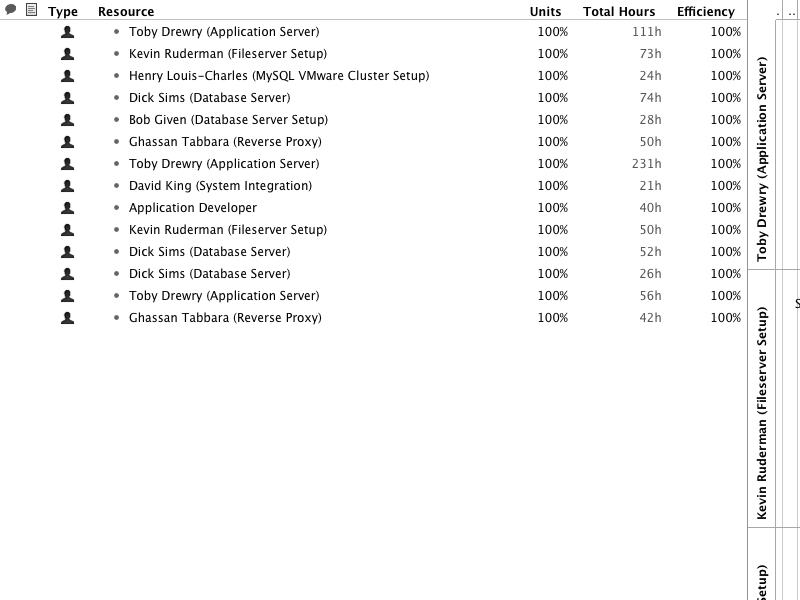 Type Resource Units Total Hours Efficiency . ..
Toby Drewry (Application Server) 100% 111h 100%
Kevin Ruderman (Fileserver Setup) 100% 73h 100%
Henry Louis-Charles (MySQL VMware Cluster Setup) 100% 24h 100%
Dick Sims (Database Server) 100% 74h 100%
Bob Given (Database Server Setup) 100% 28h 100%
Ghassan Tabbara (Reverse Proxy) 100% 50h 100%
Toby Drewry (Application Server) 100% 231h 100%
David King (System Integration) 100% 21h 100%
Application Developer 100% 40h 100%
Kevin Ruderman (Fileserver Setup) 100% 50h 100%
Dick Sims (Database Server) 100% 52h 100%
Dick Sims (Database Server) 100% 26h 100%
Toby Drewry (Application Server) 100% 56h 100%
Ghassan Tabbara (Reverse Proxy) 100% 42h 100%
Toby Drewry (Application Server)
Kevin Ruderman (Fileserver Setup)